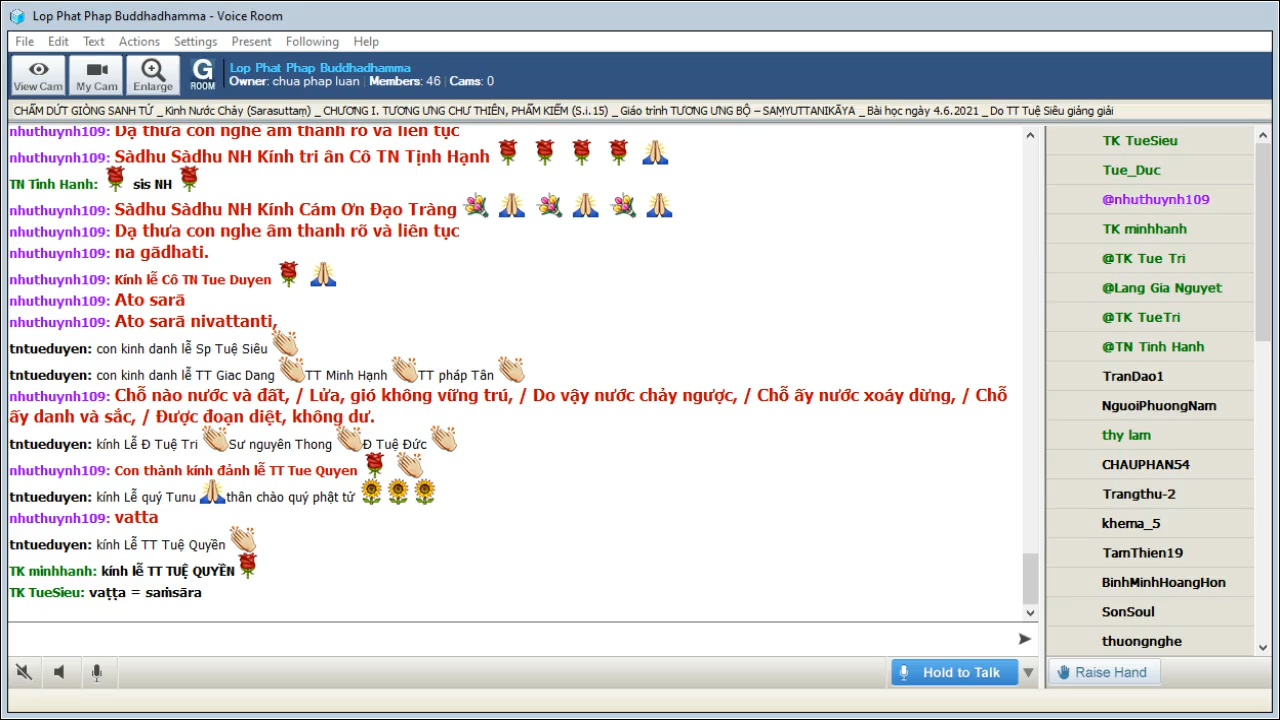 Lop Phat Phap Buddhadhamma - Voice Room
File Edit Text Actions Settings Present Following Help
View Cam My Cam Enlarge G ROOM
Lop Phat Phap Buddhadhamma
Owner: chua phap luan Members: 46 Cams: 0
CHẤM DỨT GIÒNG SANH TỬ _Kinh Nước Chảy (Sarasuttaṃ) _CHƯƠNG I. TƯƠNG ƯNG CHƯ THIÊN, PHẨM KIẾM (S.i.15) _Giáo trình TƯƠNG ƯNG BỘ – SAṂYUTTANIKĀYA _Bài học ngày 4.6.2021 _Do TT Tuệ Siêu giảng giải
nhuthuynh109: Dạ thưa con nghe âm thanh rõ và liên tục
nhuthuynh109: Sàdhu Sàdhu NH Kính tri ân Cô TN Tịnh Hạnh
TN Tinh Hanh: sis NH
nhuthuynh109: Sàdhu Sàdhu NH Kính Cám Ơn Đạo Tràng
nhuthuynh109: Dạ thưa con nghe âm thanh rõ và liên tục
nhuthuynh109: na gādhati.
nhuthuynh109: Kính lễ Cô TN Tue Duyen
nhuthuynh109: Ato sarā
nhuthuynh109: Ato sarā nivattanti,
tntueduyen: con kinh danh lễ Sp Tuệ Siêu
tntueduyen: con kinh danh lễ TT Giac Dang TT Minh Hạnh TT pháp Tân
nhuthuynh109: Chỗ nào nước và đất, / Lửa, gió không vững trú, / Do vậy nước chảy ngược, / Chỗ ấy nước xoáy dừng, / Chỗ
ấy danh và sắc, / Được đoạn diệt, không dư.
tntueduyen: kính Lễ Đ Tuệ Tri Sư nguyên Thong Đ Tuệ Đức
nhuthuynh109: Con thành kính đảnh lễ TT Tue Quyen
tntueduyen: kính Lễ quý Tunu thân chào quý phật tử
nhuthuynh109: vatta
tntueduyen: kính Lễ TT Tuệ Quyền
TK minhhanh: kính lễ TT TUỆ QUYỀN
TK TueSieu: vaṭṭa = saṁsāra
Hold to Talk
TK TueSieu
Tue_Duc
@nhuthuynh109
TK minhhanh
@TK Tue Tri
@Lang Gia Nguyet
@TK TueTri
@TN Tinh Hanh
TranDao1
NguoiPhuongNam
thy lam
CHAUPHAN54
Trangthu-2
khema_5
TamThien19
BinhMinhHoangHon
SonSoul
thuongnghe
Raise Hand